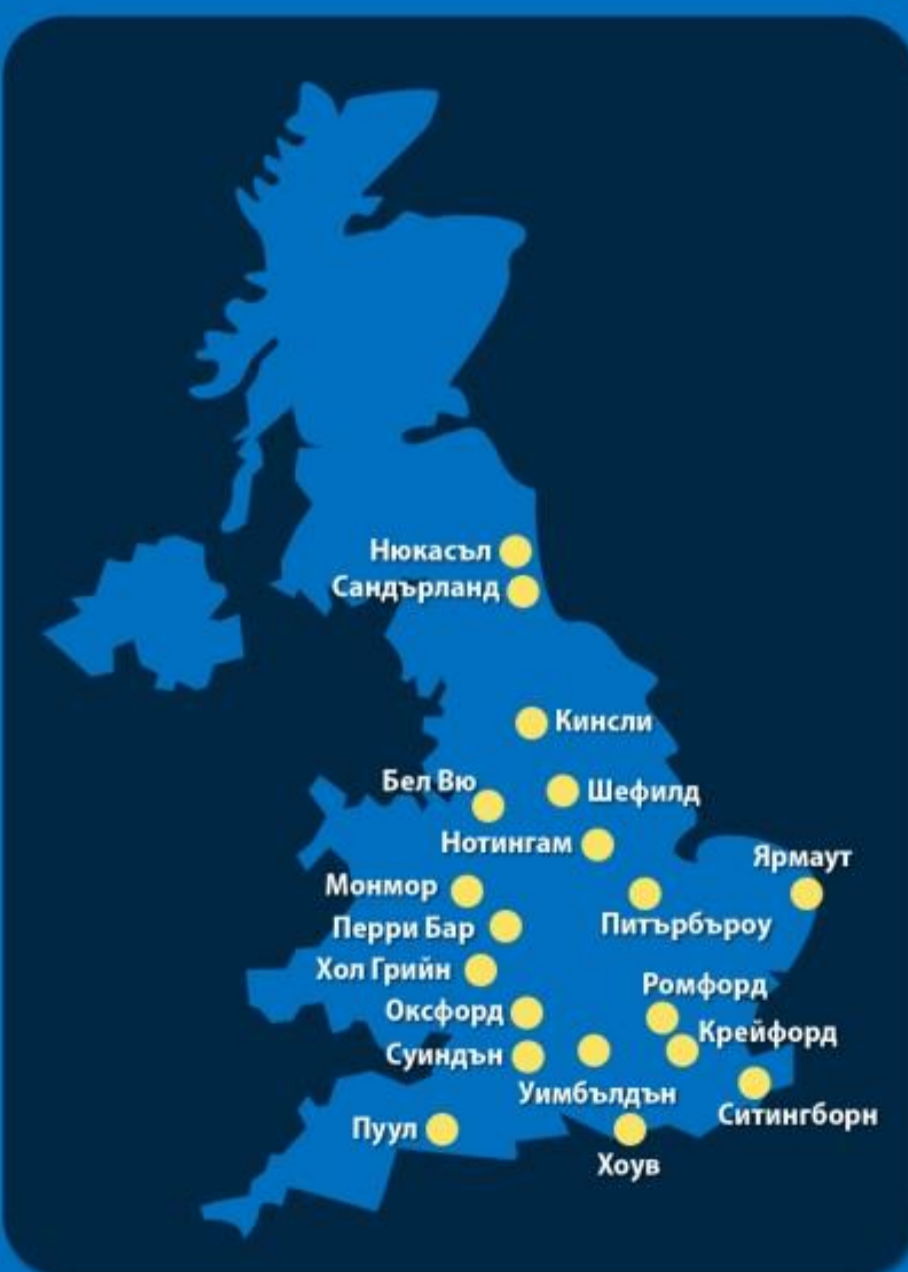 Нюкасъл
Сандърланд
Кинсли
Бел Вю
Шефилд
Нотингам
Ярмаут
Монмор
Питърбъроу
Перри Бар
Хол Грийн
Ромфорд
Оксфорд
Крейфорд
Суиндън
Уимбълдън
Ситингборн
Пуул
Хоув